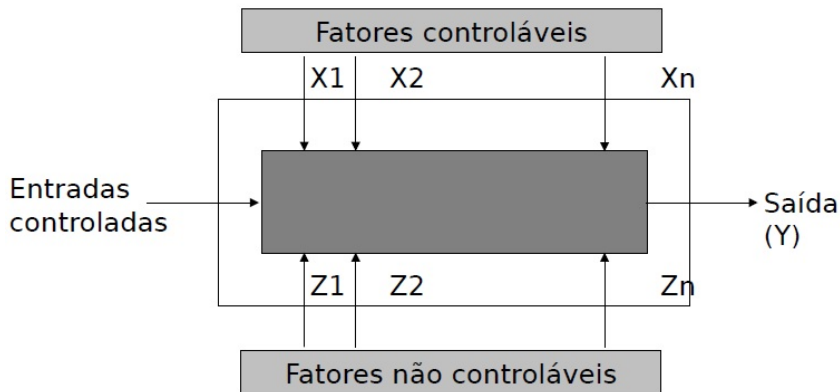 Fatores controláveis
X1 X2 Xn
Entradas
controladas
Saída
(Y)
Z1 Z2 Zn
Fatores não controláveis